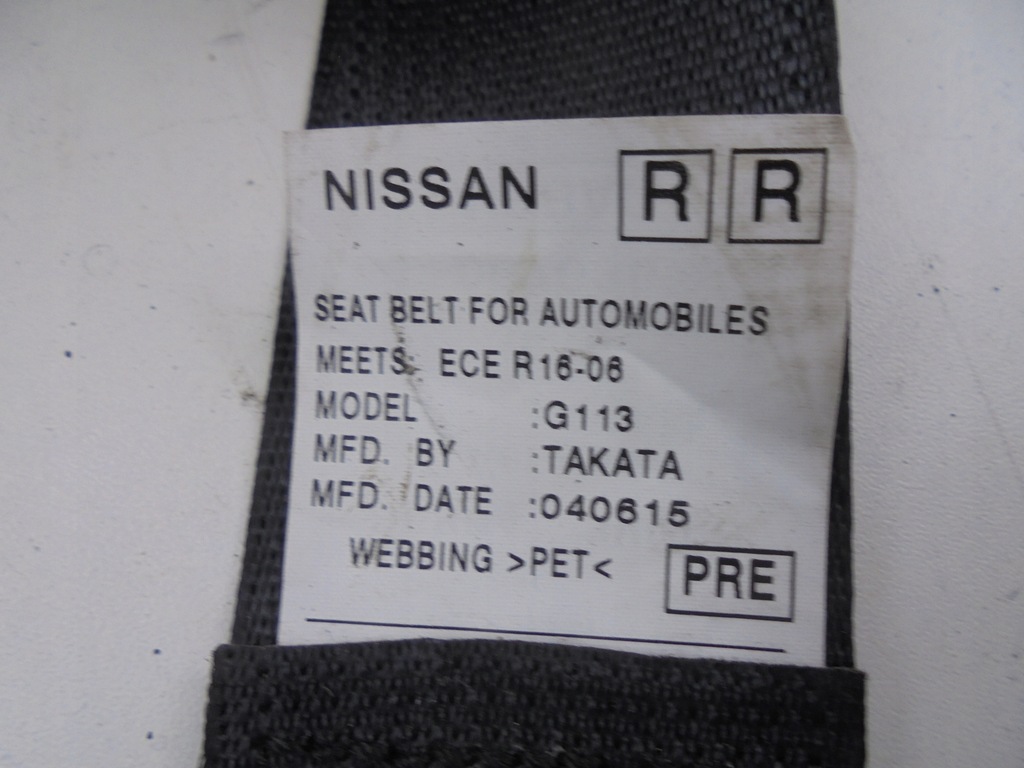 NISSAN R R
SEAT BELT FOR AUTOMOBILES
MEETS: ECE R16-06
MODEL :G113
MFD. BY :TAKATA
MFD. DATE :040615
WEBBING >PET< PRE